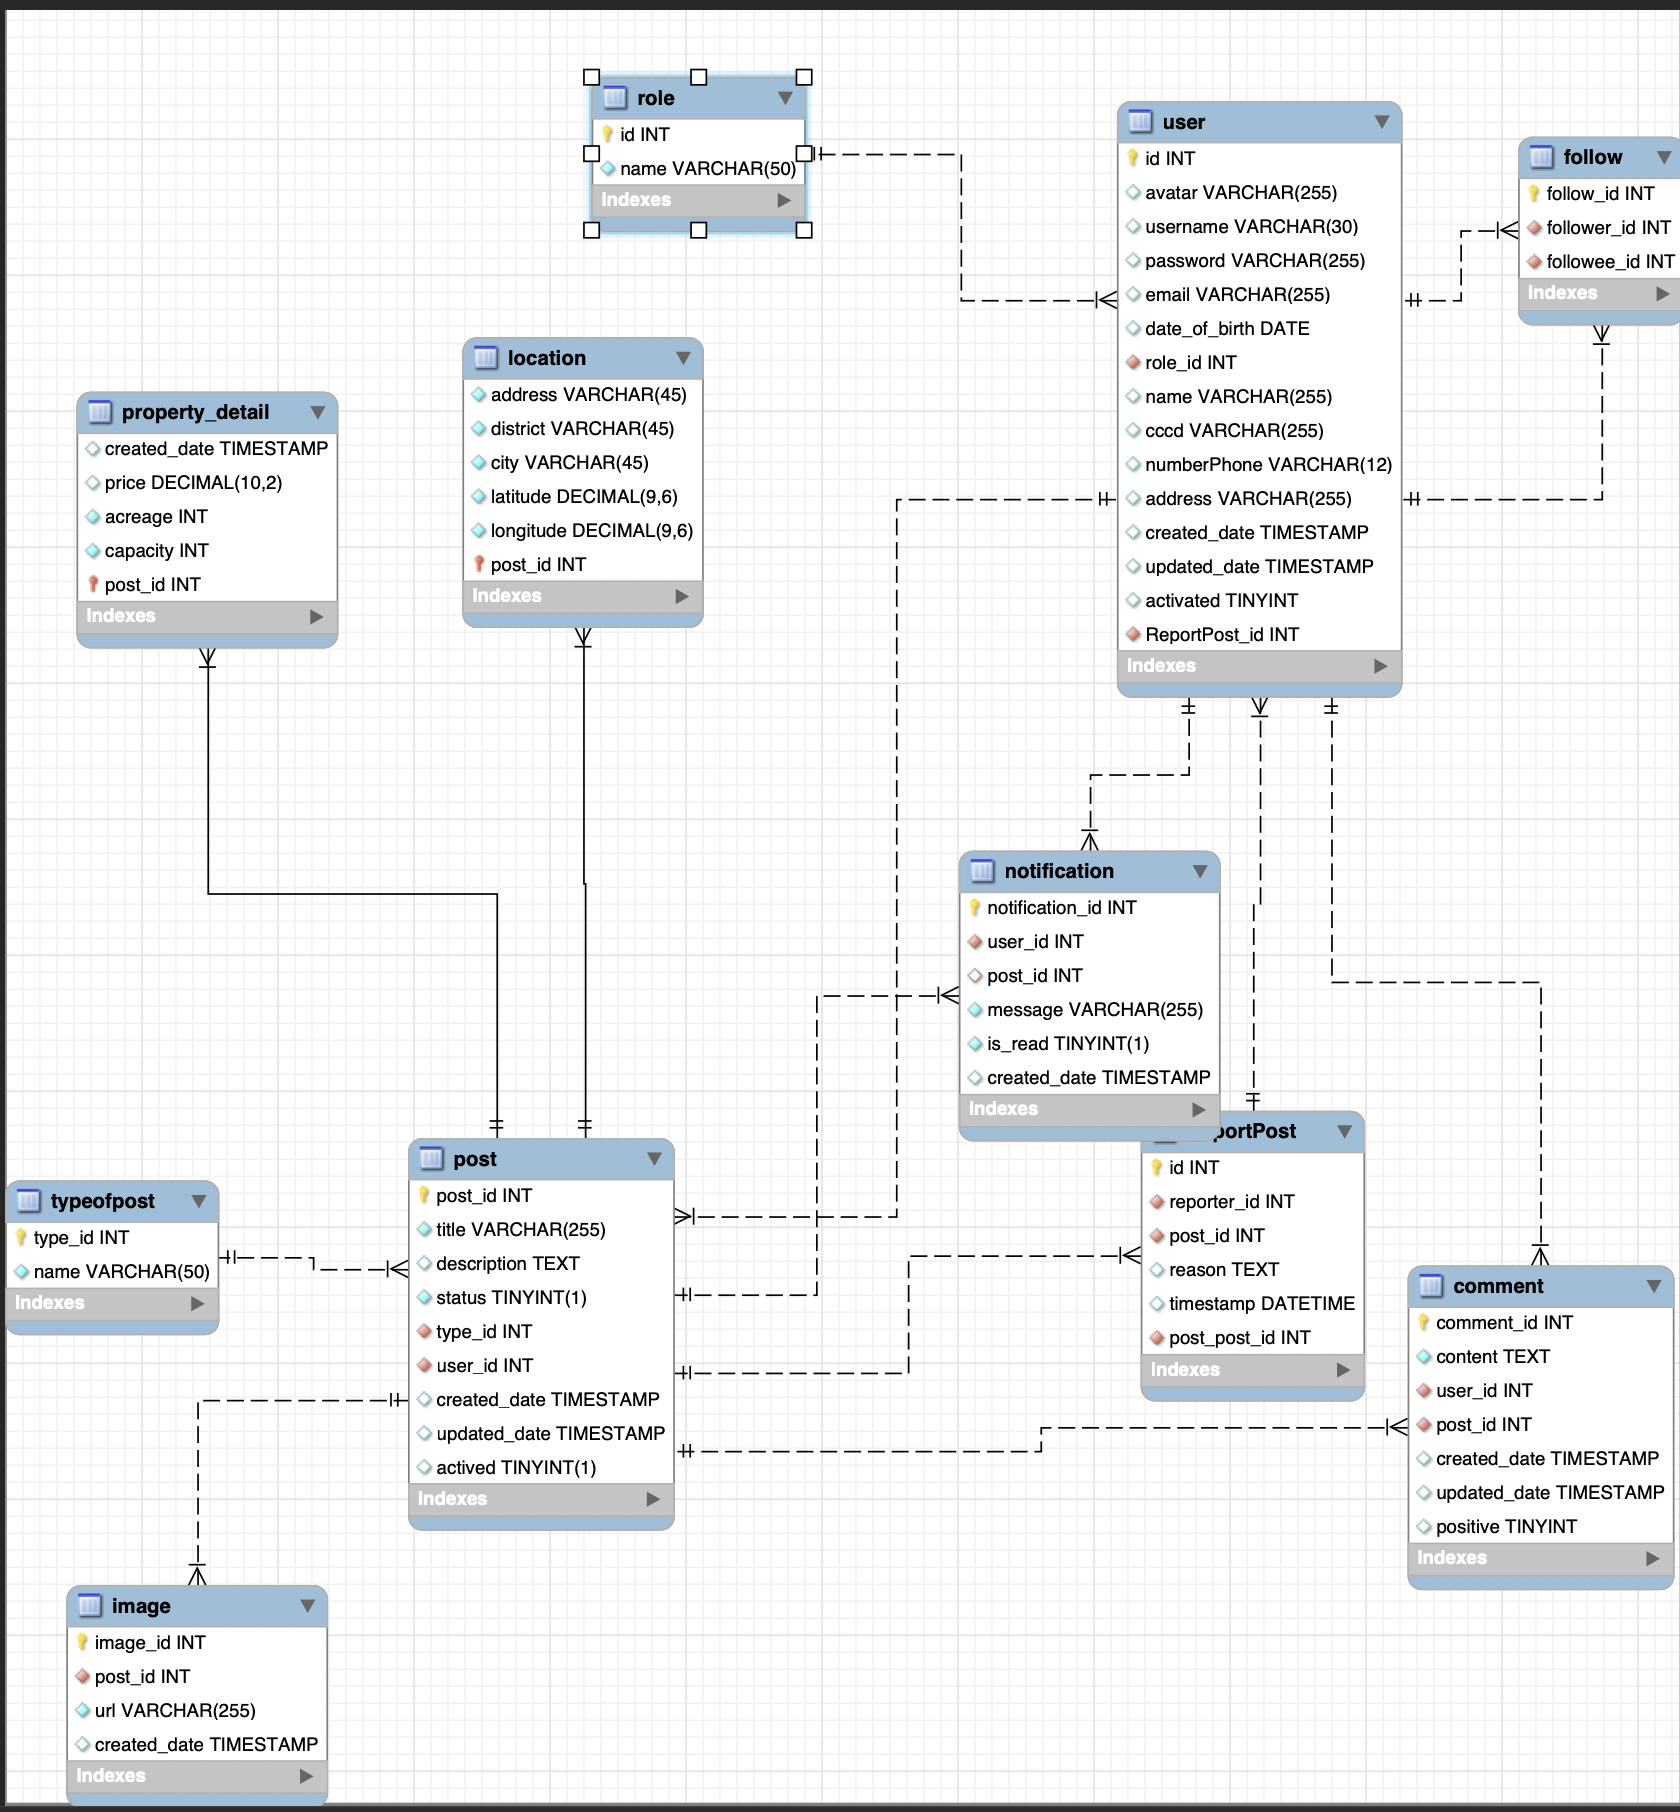 role
id INT
name VARCHAR(50)
Indexes
user
id INT
avatar VARCHAR(255)
username VARCHAR(30)
password VARCHAR(255)
email VARCHAR(255)
date_of_birth DATE
role_id INT
name VARCHAR(255)
cccd VARCHAR(255)
numberPhone VARCHAR(12)
address VARCHAR(255)
created_date TIMESTAMP
updated_date TIMESTAMP
activated TINYINT
ReportPost_id INT
Indexes
follow
follow_id INT
follower_id INT
followee_id INT
Indexes
location
address VARCHAR(45)
district VARCHAR(45)
city VARCHAR(45)
latitude DECIMAL(9,6)
longitude DECIMAL(9,6)
post_id INT
Indexes
property_detail
created_date TIMESTAMP
price DECIMAL(10,2)
acreage INT
capacity INT
post_id INT
Indexes
notification
notification_id INT
user_id INT
post_id INT
message VARCHAR(255)
is_read TINYINT(1)
created_date TIMESTAMP
Indexes
portPost
id INT
reporter_id INT
post_id INT
reason TEXT
timestamp DATETIME
post_post_id INT
Indexes
post
post_id INT
title VARCHAR(255)
description TEXT
status TINYINT(1)
type_id INT
user_id INT
created_date TIMESTAMP
updated_date TIMESTAMP
actived TINYINT(1)
Indexes
typeofpost
type_id INT
name VARCHAR(50)
Indexes
comment
comment_id INT
content TEXT
user_id INT
post_id INT
created_date TIMESTAMP
updated_date TIMESTAMP
positive TINYINT
Indexes
image
image_id INT
post_id INT
url VARCHAR(255)
created_date TIMESTAMP
Indexes